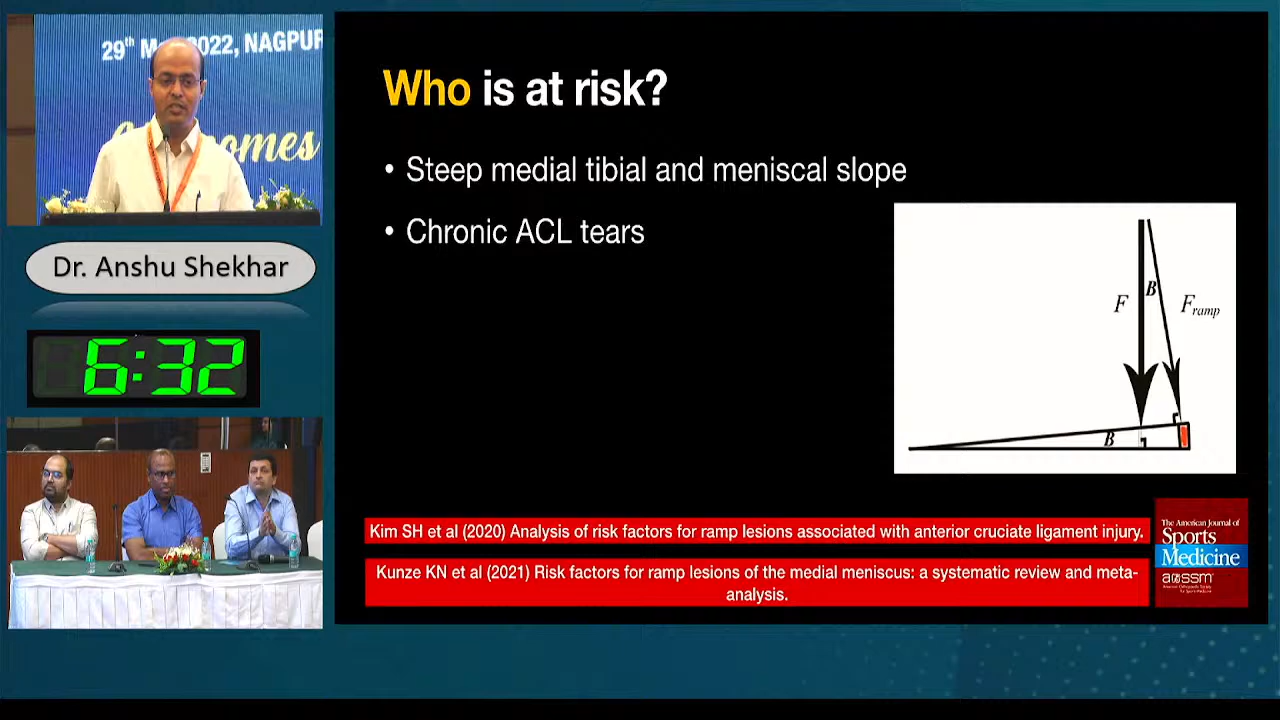 29th M 2022, NAGPUR
comes
Dr. Anshu Shekhar
6:32
Who is at risk?
• Steep medial tibial and meniscal slope
• Chronic ACL tears
F
B
Framp
B
Kim SH et al (2020) Analysis of risk factors for ramp lesions associated with anterior cruciate ligament injury.
Kunze KN et al (2021) Risk factors for ramp lesions of the medial meniscus: a systematic review and meta-
analysis.
The American Journal of
Sports
Medicine
aossm